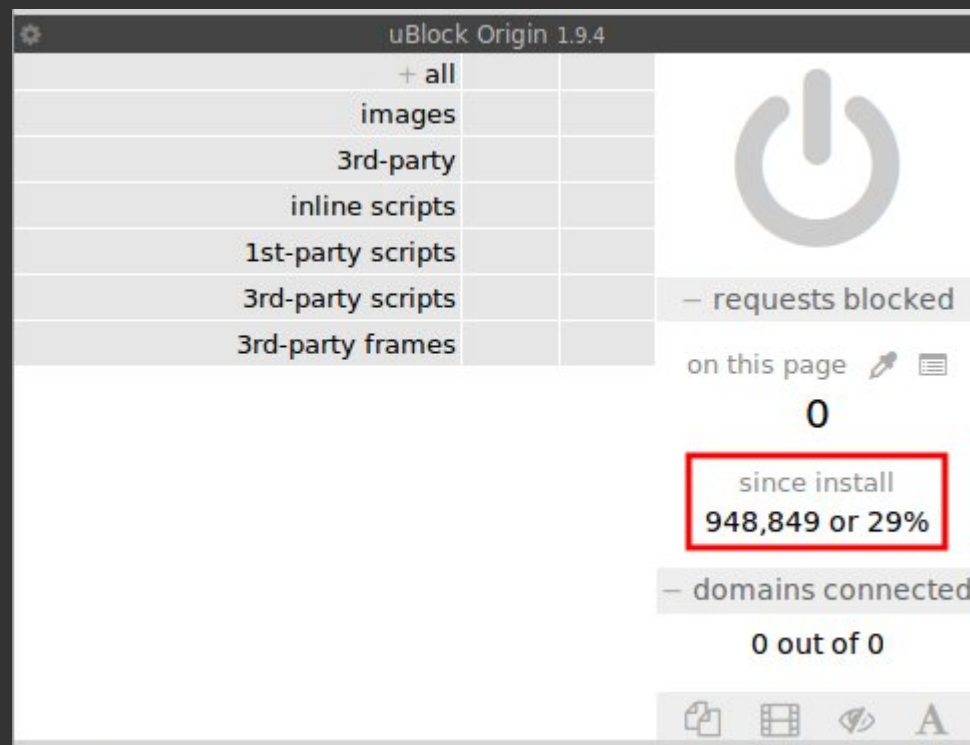 uBlock Origin 1.9.4
+ all
images
3rd-party
inline scripts
1st-party scripts
3rd-party scripts
3rd-party frames
− requests blocked
on this page
0
since install
948,849 or 29%
− domains connected
0 out of 0
A